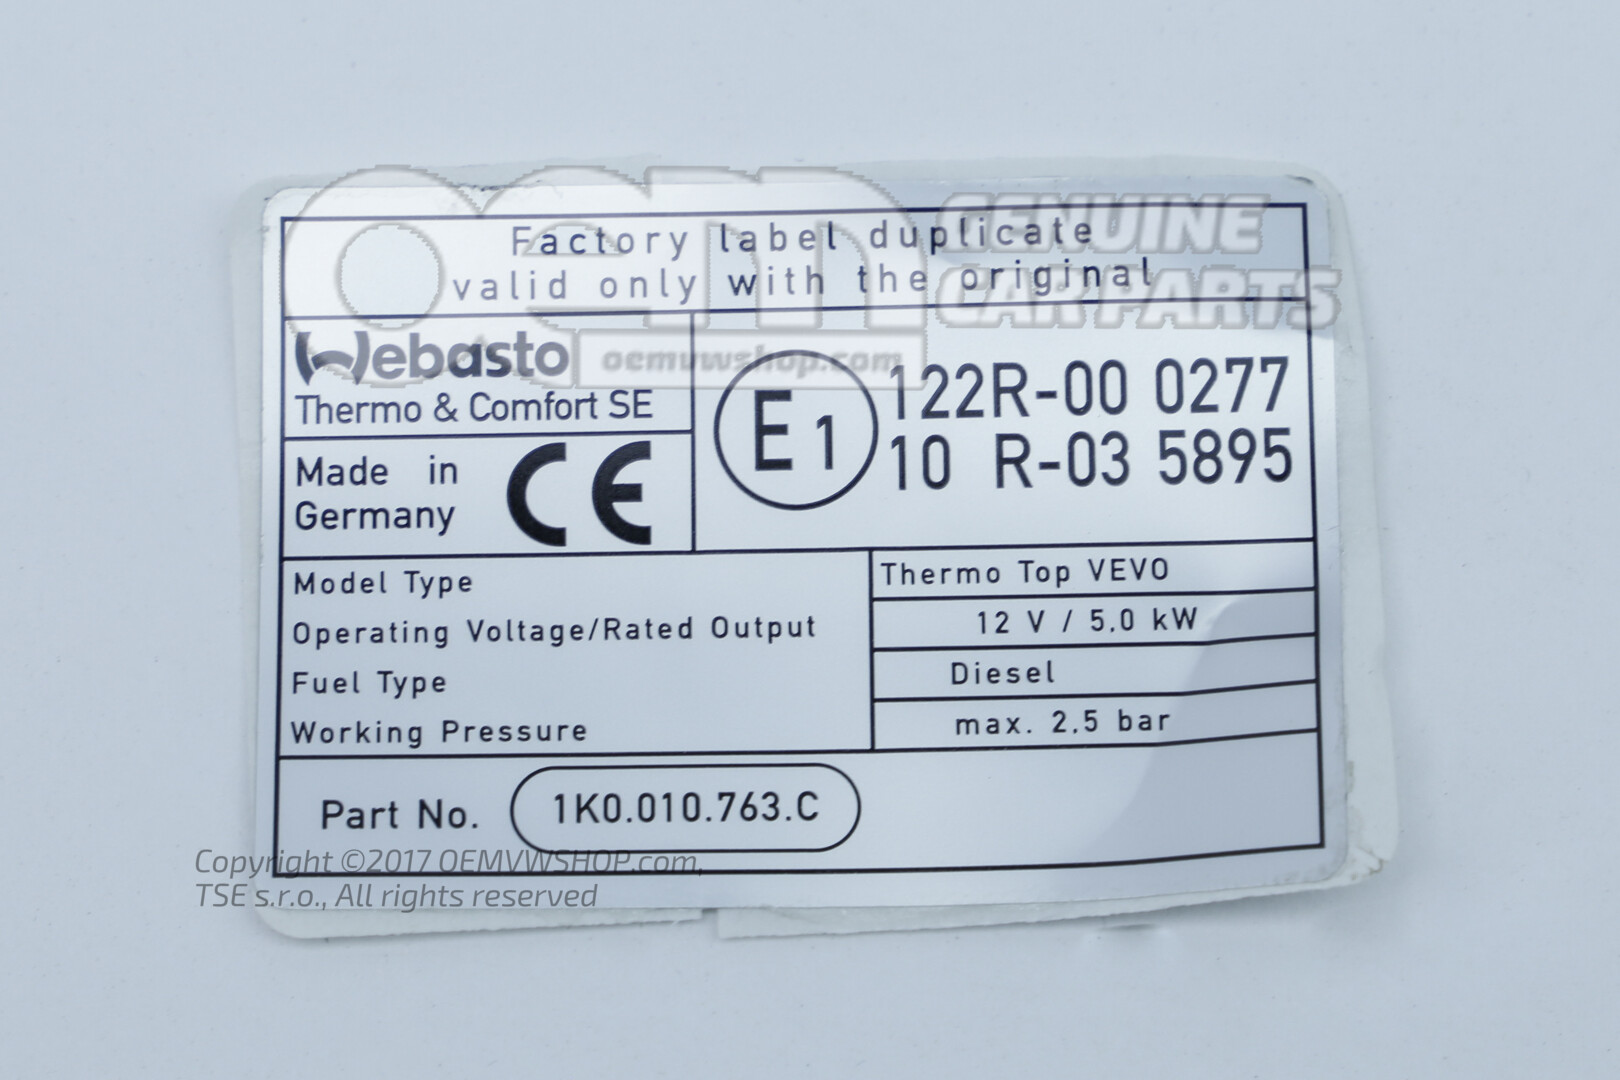 oem GENUINE
CAR PARTS
oemvwshop.com
Factory label duplicate
valid only with the original
Webasto
Thermo & Comfort SE
Made in
Germany
CE
E1
122R-00 0277
10 R-03 5895
Model Type Thermo Top VEVO
Operating Voltage/Rated Output 12 V / 5,0 kW
Fuel Type Diesel
Working Pressure max. 2,5 bar
Part No. 1K0.010.763.C
Copyright ©2017 OEMVWSHOP.com,
TSE s.r.o., All rights reserved